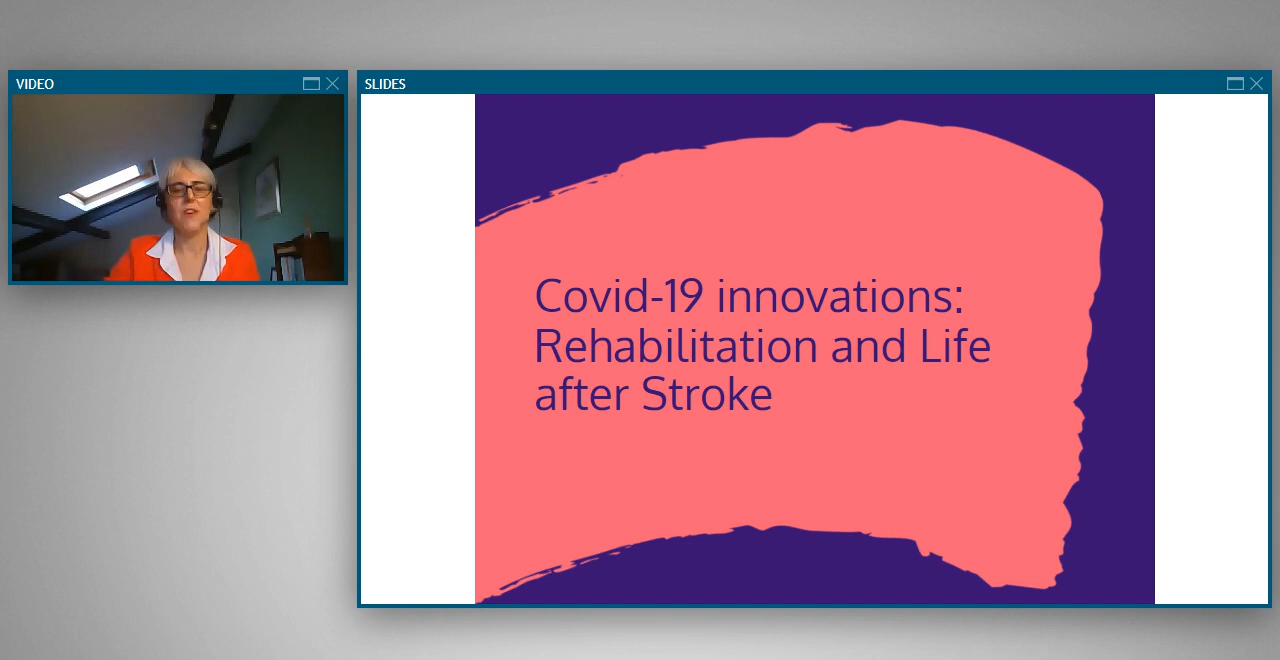 VIDEO
SLIDES
Covid-19 innovations:
Rehabilitation and Life
after Stroke